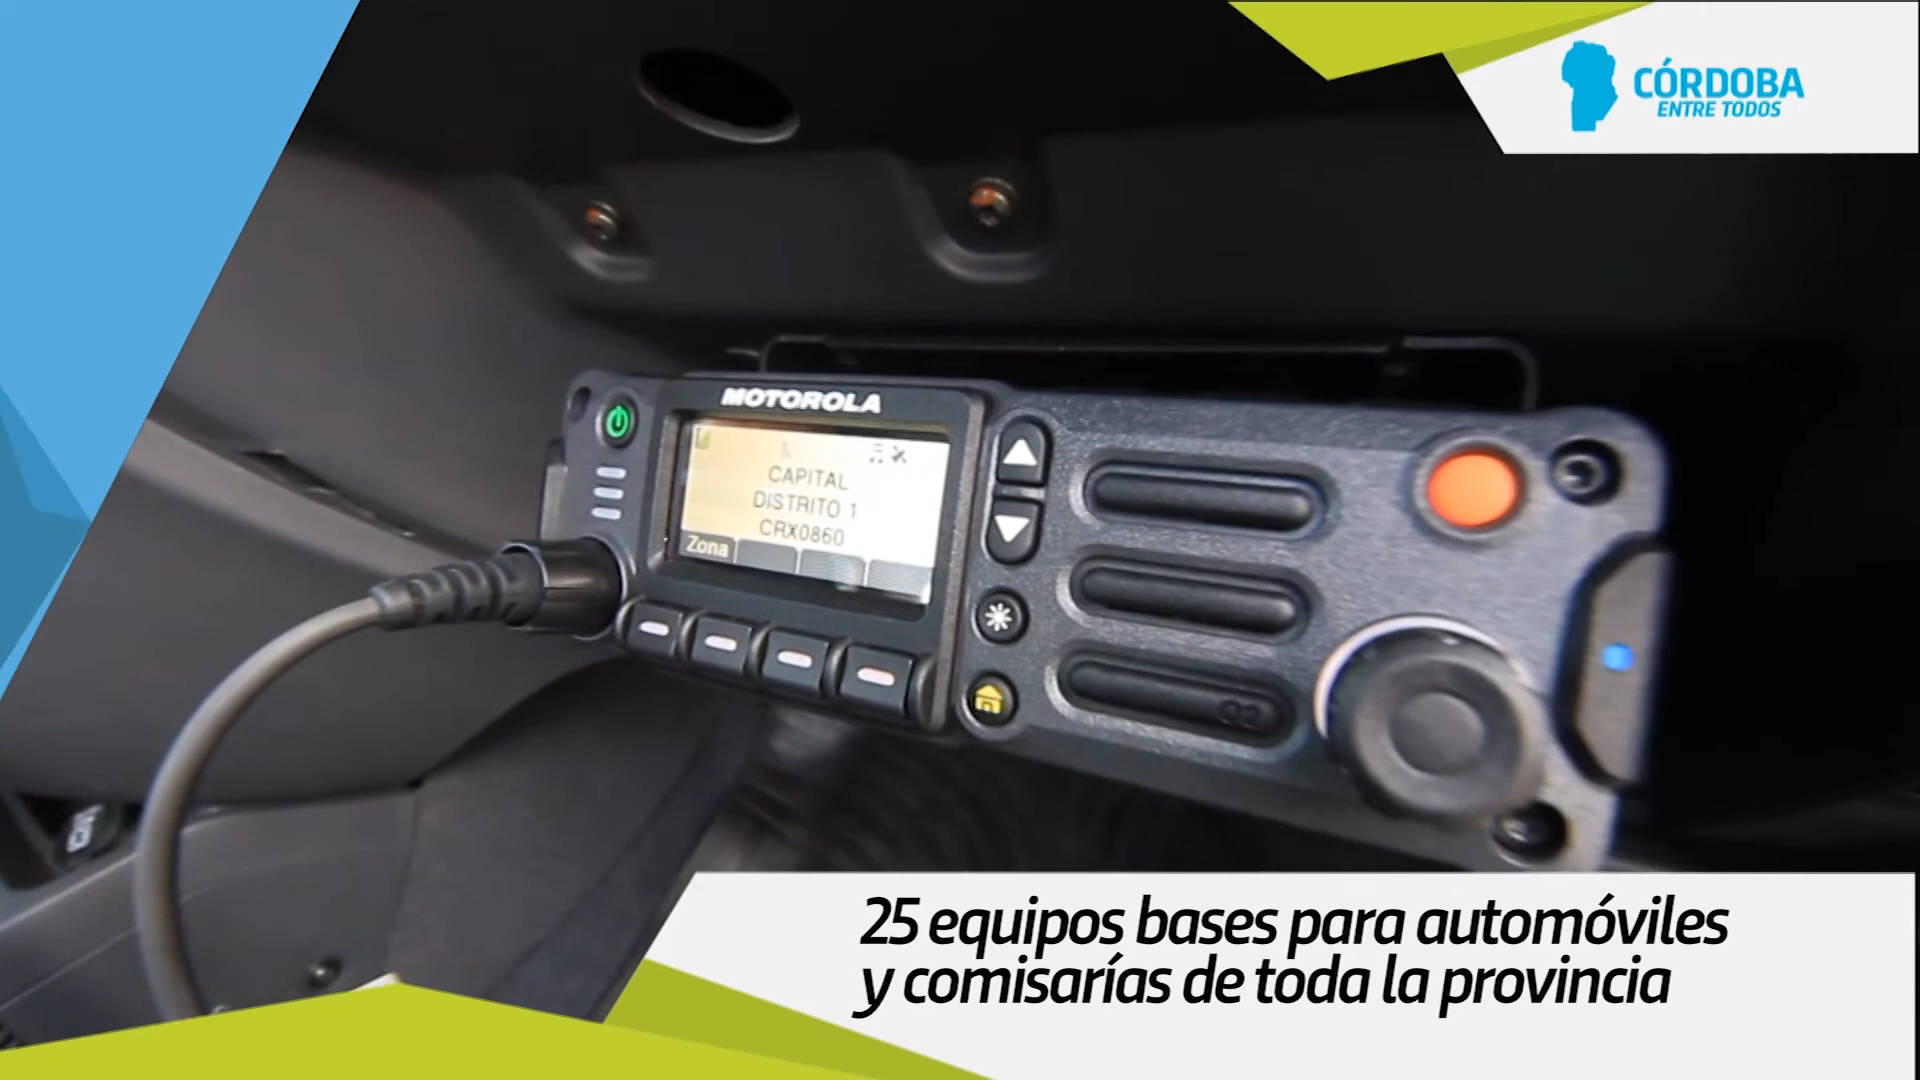 CÓRDOBA
ENTRE TODOS
MOTOROLA
CAPITAL
DISTRITO 1
CRX0860
Zona
O2
25 equipos bases para automóviles
y comisarías de toda la provincia